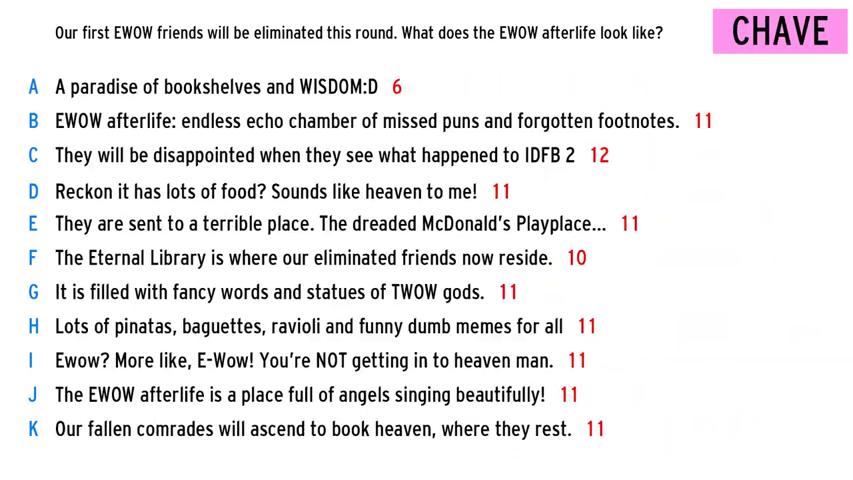 Our first EWOW friends will be eliminated this round. What does the EWOW afterlife look like?
CHAVE
A A paradise of bookshelves and WISDOM:D 6
B EWOW afterlife: endless echo chamber of missed puns and forgotten footnotes. 11
C They will be disappointed when they see what happened to IDFB 2 12
D Reckon it has lots of food? Sounds like heaven to me! 11
E They are sent to a terrible place. The dreaded McDonald's Playplace... 11
F The Eternal Library is where our eliminated friends now reside. 10
G It is filled with fancy words and statues of TWOW gods. 11
H Lots of pinatas, baguettes, ravioli and funny dumb memes for all 11
I Ewow? More like, E-Wow! You're NOT getting in to heaven man. 11
J The EWOW afterlife is a place full of angels singing beautifully! 11
K Our fallen comrades will ascend to book heaven, where they rest. 11